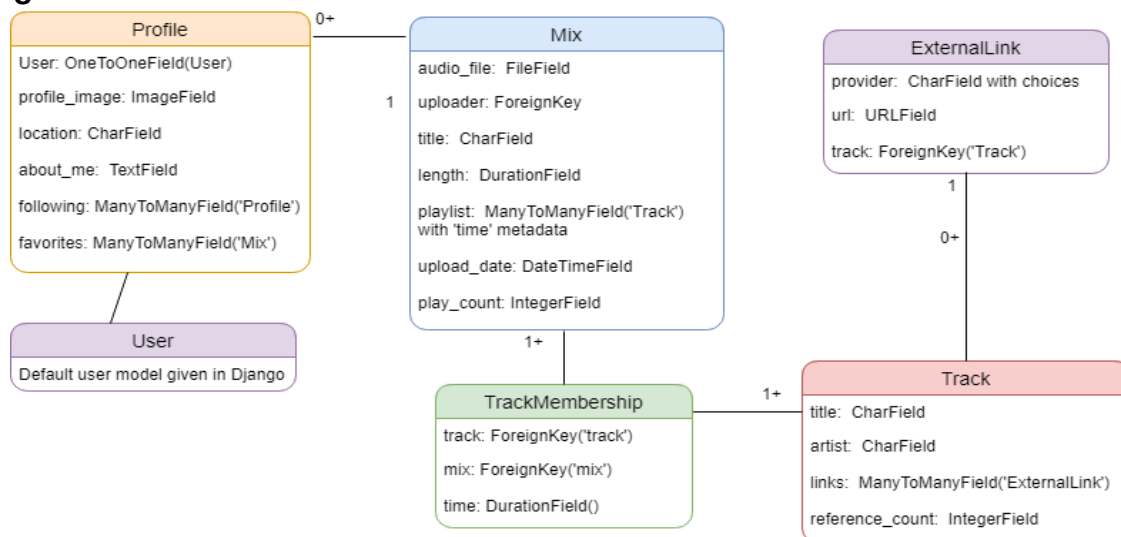 Profile
User: OneToOneField(User)
profile_image: ImageField
location: CharField
about_me: TextField
following: ManyToManyField('Profile')
favorites: ManyToManyField('Mix')
0+
1
Mix
audio_file: FileField
uploader: ForeignKey
title: CharField
length: DurationField
playlist: ManyToManyField('Track')
with 'time' metadata
upload_date: DateTimeField
play_count: IntegerField
ExternalLink
provider: CharField with choices
url: URLField
track: ForeignKey('Track')
1
0+
User
Default user model given in Django
1+
TrackMembership
track: ForeignKey('track')
mix: ForeignKey('mix')
time: DurationField()
1+
Track
title: CharField
artist: CharField
links: ManyToManyField('ExternalLink')
reference_count: IntegerField